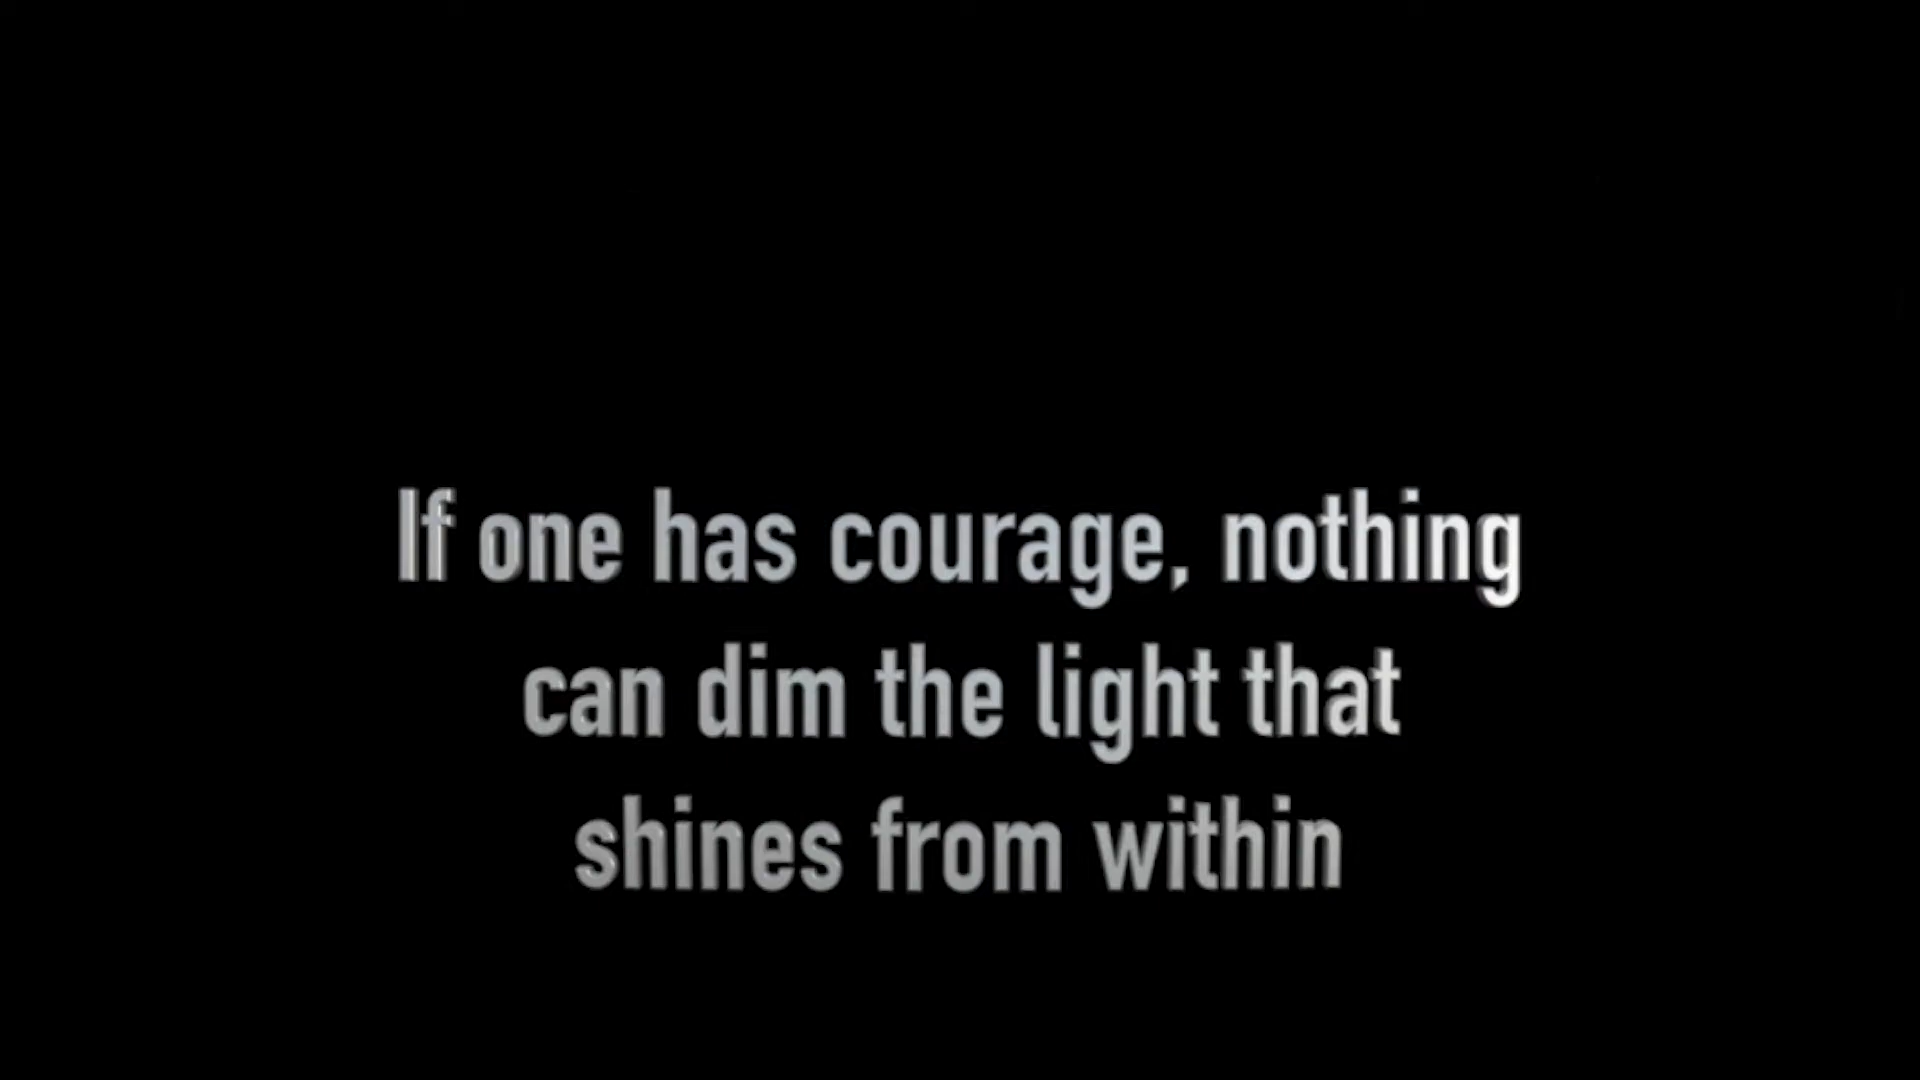 If one has courage, nothing
can dim the light that
shines from within